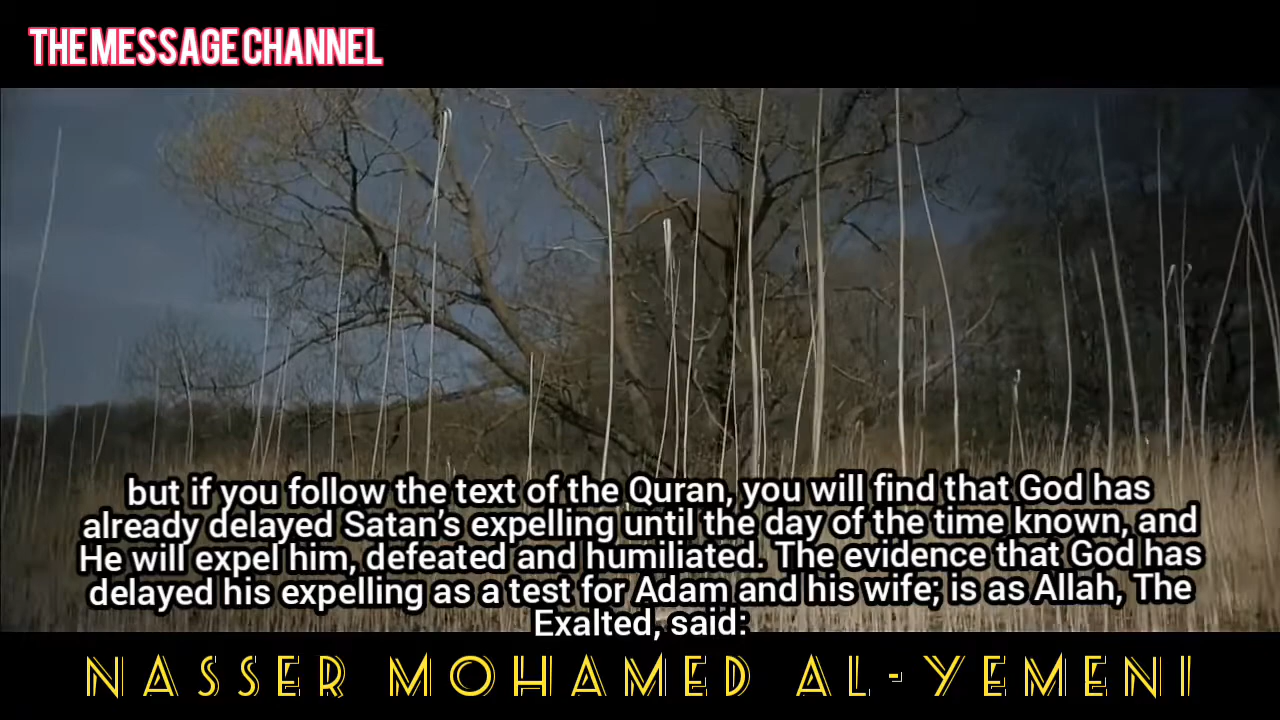 THE MESSAGE CHANNEL
but if you follow the text of the Quran, you will find that God has
already delayed Satan’s expelling until the day of the time known, and
He will expel him, defeated and humiliated. The evidence that God has
delayed his expelling as a test for Adam and his wife; is as Allah, The
Exalted, said:
NASSER MOHAMED AL-YEMENI